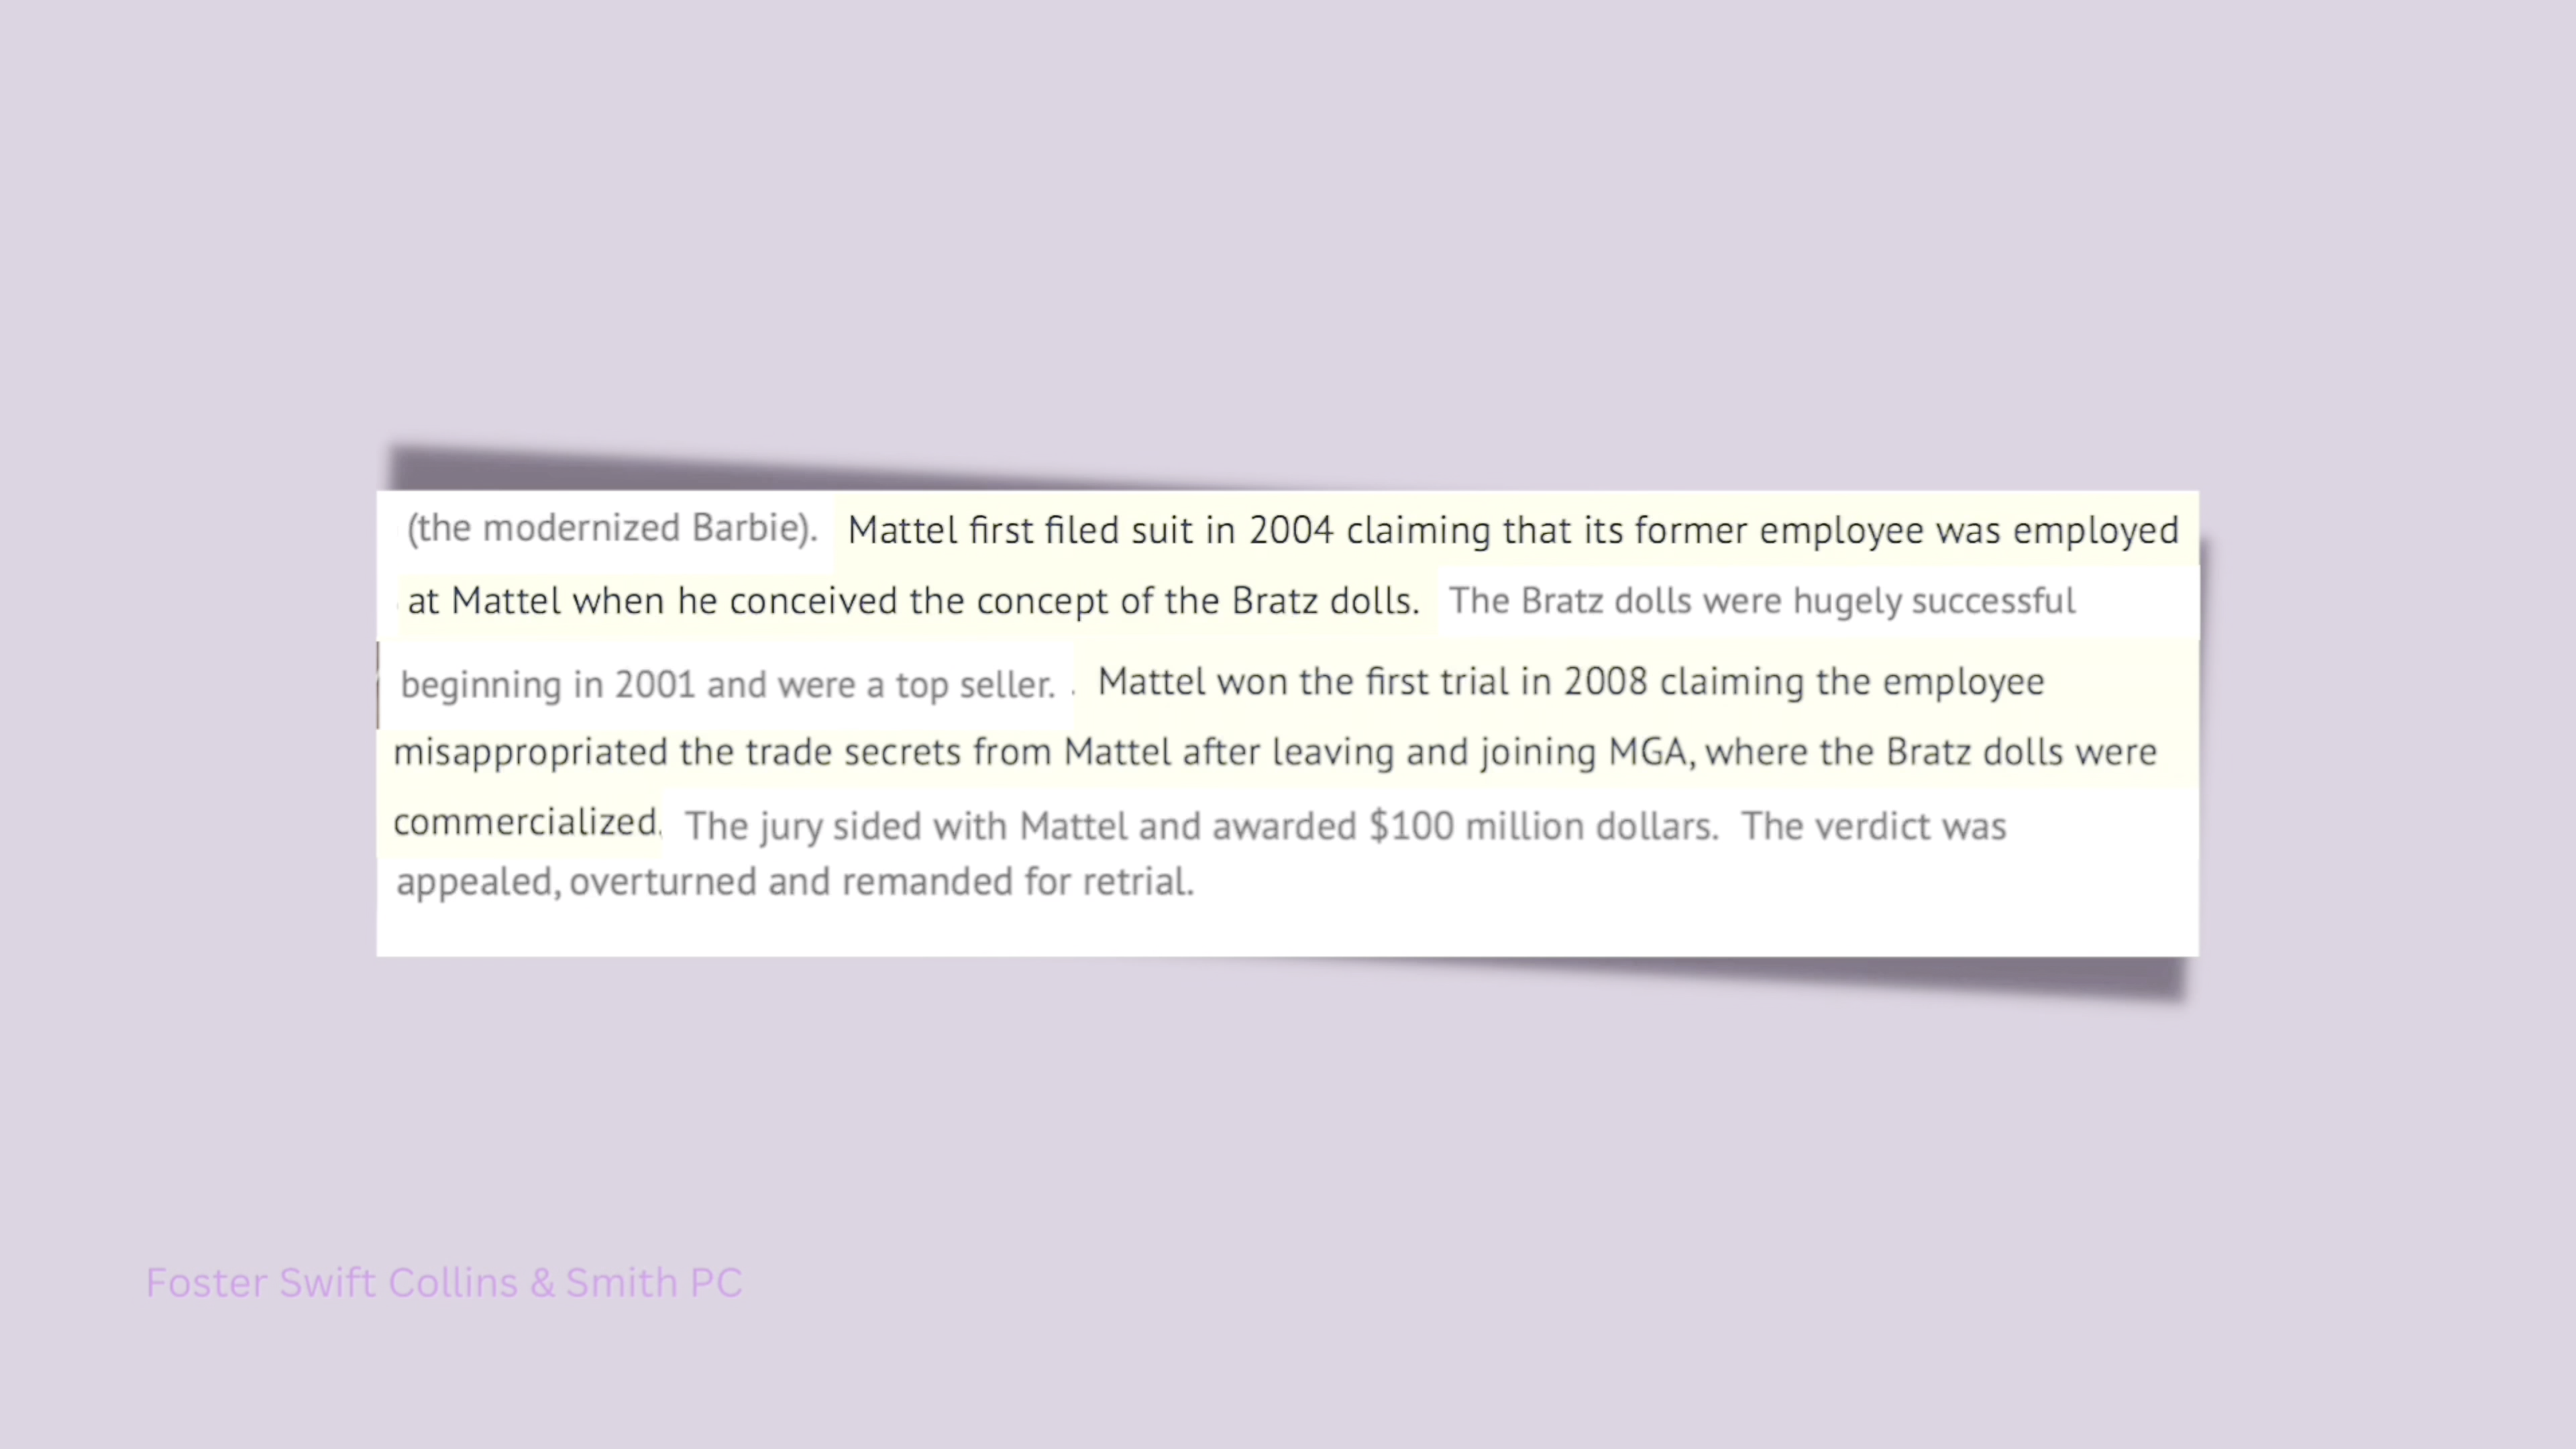 (the modernized Barbie). Mattel first filed suit in 2004 claiming that its former employee was employed
at Mattel when he conceived the concept of the Bratz dolls. The Bratz dolls were hugely successful
beginning in 2001 and were a top seller. . Mattel won the first trial in 2008 claiming the employee
misappropriated the trade secrets from Mattel after leaving and joining MGA, where the Bratz dolls were
commercialized. The jury sided with Mattel and awarded $100 million dollars. The verdict was
appealed, overturned and remanded for retrial.
Foster Swift Collins & Smith PC